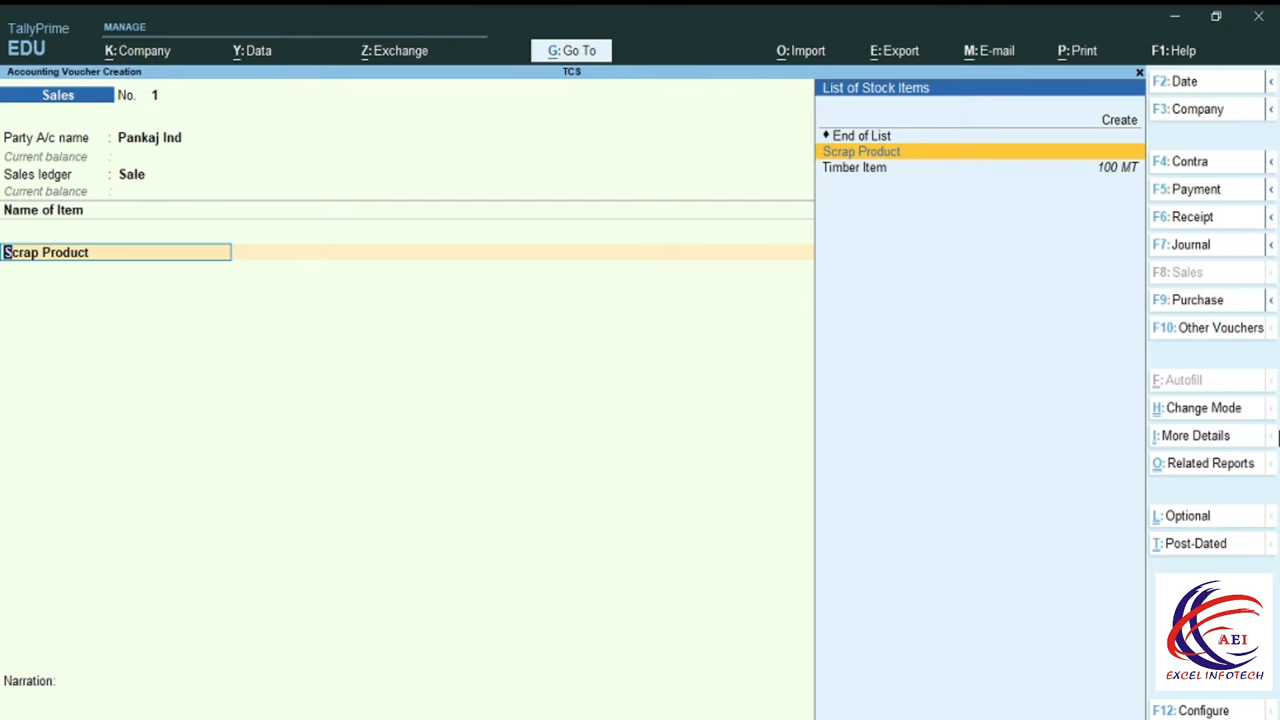 TallyPrime
EDU
MANAGE
K: Company
Y: Data
Z: Exchange
G: Go To
O: Import
E: Export
M: E-mail
P: Print
F1: Help
Accounting Voucher Creation
TCS
Sales No. 1
Party A/c name : Pankaj Ind
Current balance :
Sales ledger : Sale
Current balance :
Name of Item
Scrap Product
Narration:
List of Stock Items
Create
♦ End of List
Scrap Product
Timber Item 100 MT
F2: Date
F3: Company
F4: Contra
F5: Payment
F6: Receipt
F7: Journal
F8: Sales
F9: Purchase
F10: Other Vouchers
F: Autofill
H: Change Mode
I: More Details
O: Related Reports
L: Optional
T: Post-Dated
AEI
EXCEL INFOTECH
F12: Configure